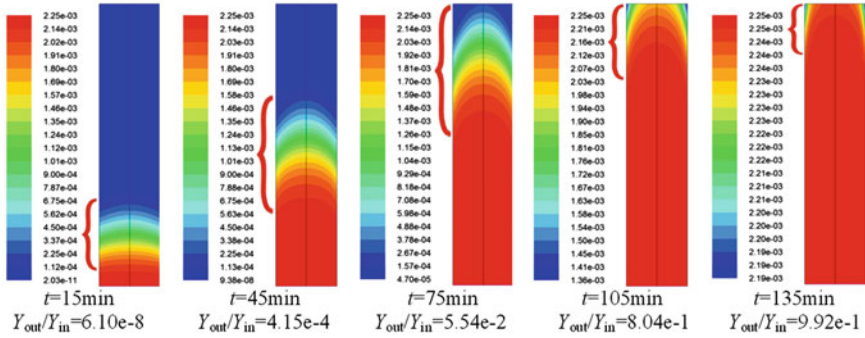 2.25e-03
2.14e-03
2.03e-03
1.91e-03
1.80e-03
1.69e-03
1.57e-03
1.46e-03
1.35e-03
1.24e-03
1.12e-03
1.01e-03
9.00e-04
7.87e-04
6.75e-04
5.62e-04
4.50e-04
3.37e-04
2.25e-04
1.12e-04
2.03e-11
t=15min
Yout/Yin=6.10e-8
2.25e-03
2.14e-03
2.03e-03
1.91e-03
1.80e-03
1.69e-03
1.58e-03
1.46e-03
1.35e-03
1.24e-03
1.13e-03
1.01e-03
9.00e-04
7.88e-04
6.75e-04
5.63e-04
4.50e-04
3.38e-04
2.25e-04
1.13e-04
9.38e-08
t=45min
Yout/Yin=4.15e-4
2.25e-03
2.14e-03
2.03e-03
1.92e-03
1.81e-03
1.70e-03
1.59e-03
1.48e-03
1.37e-03
1.26e-03
1.15e-03
1.04e-03
9.29e-04
8.18e-04
7.08e-04
5.98e-04
4.88e-04
3.77e-04
2.67e-04
1.57e-04
4.70e-05
t=75min
Yout/Yin=5.54e-2
2.25e-03
2.21e-03
2.16e-03
2.12e-03
2.07e-03
2.03e-03
1.98e-03
1.94e-03
1.90e-03
1.85e-03
1.81e-03
1.76e-03
1.72e-03
1.67e-03
1.63e-03
1.58e-03
1.54e-03
1.50e-03
1.45e-03
1.41e-03
1.36e-03
t=105min
Yout/Yin=8.04e-1
2.25e-03
2.25e-03
2.24e-03
2.24e-03
2.24e-03
2.23e-03
2.23e-03
2.23e-03
2.23e-03
2.22e-03
2.22e-03
2.22e-03
2.21e-03
2.21e-03
2.21e-03
2.21e-03
2.20e-03
2.20e-03
2.20e-03
2.19e-03
2.19e-03
t=135min
Yout/Yin=9.92e-1